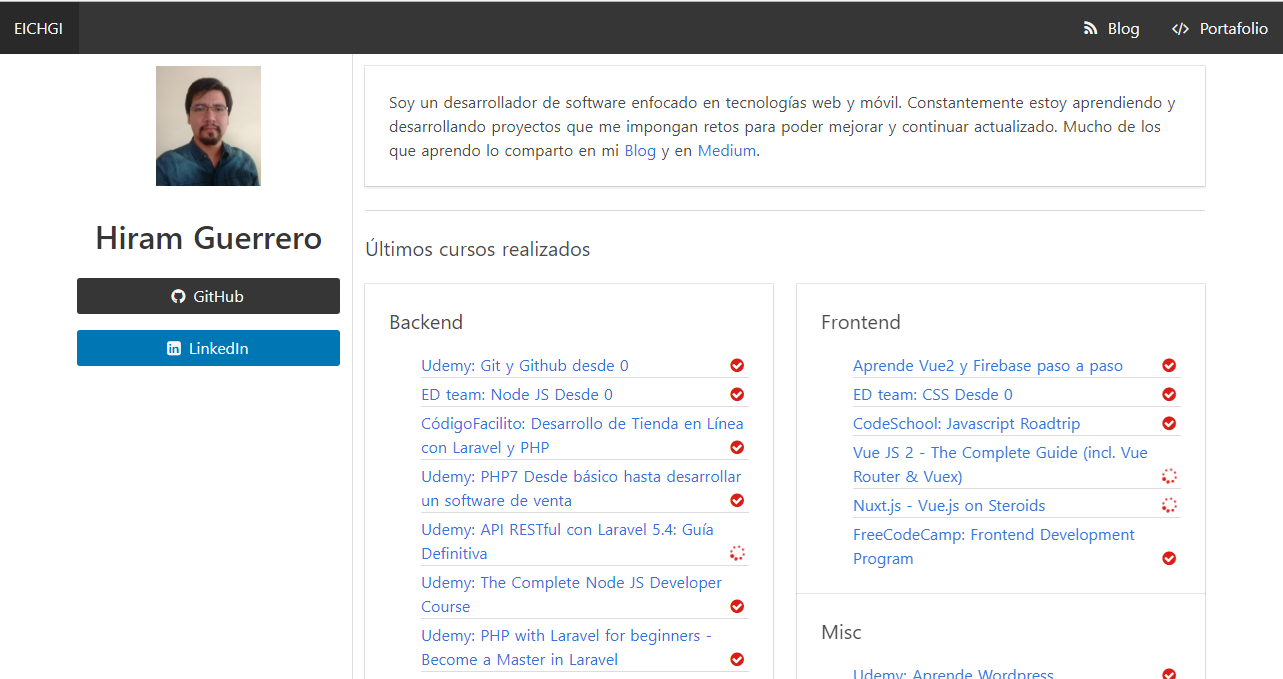 EICHGI
Blog
Portafolio
Hiram Guerrero
GitHub
LinkedIn
Soy un desarrollador de software enfocado en tecnologías web y móvil. Constantemente estoy aprendiendo y
desarrollando proyectos que me impongan retos para poder mejorar y continuar actualizado. Mucho de los
que aprendo lo comparto en mi Blog y en Medium.
Últimos cursos realizados
Backend
Udemy: Git y Github desde 0
ED team: Node JS Desde 0
CódigoFacilito: Desarrollo de Tienda en Línea
con Laravel y PHP
Udemy: PHP7 Desde básico hasta desarrollar
un software de venta
Udemy: API RESTful con Laravel 5.4: Guía
Definitiva
Udemy: The Complete Node JS Developer
Course
Udemy: PHP with Laravel for beginners -
Become a Master in Laravel
Frontend
Aprende Vue2 y Firebase paso a paso
ED team: CSS Desde 0
CodeSchool: Javascript Roadtrip
Vue JS 2 - The Complete Guide (incl. Vue
Router & Vuex)
Nuxt.js - Vue.js on Steroids
FreeCodeCamp: Frontend Development
Program
Misc
Udemy: Aprende Wordpress